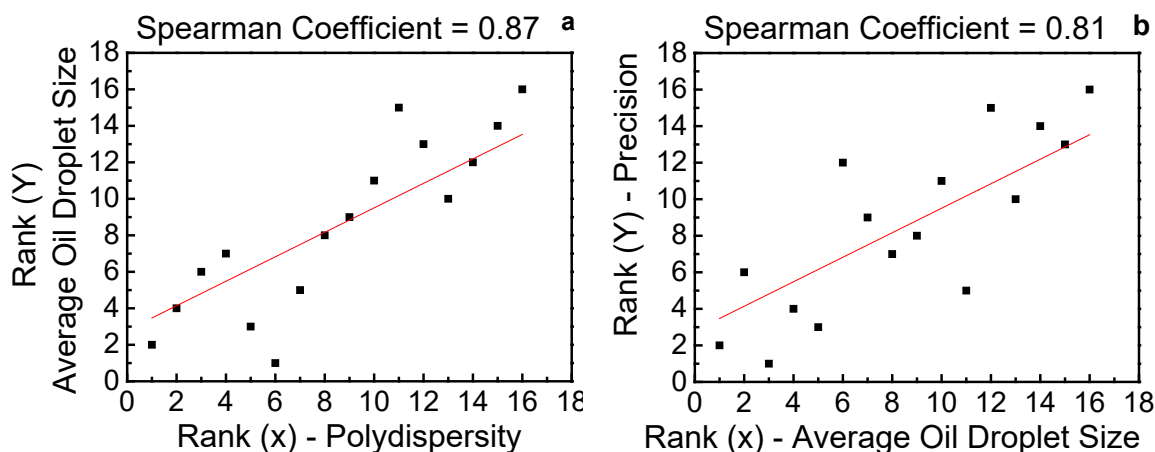 Spearman Coefficient = 0.87 a
Rank (Y)
Average Oil Droplet Size
18
16
14
12
10
8
6
4
2
0
0 2 4 6 8 10 12 14 16 18
Rank (x) - Polydispersity
Spearman Coefficient = 0.81 b
Rank (Y) - Precision
18
16
14
12
10
8
6
4
2
0
0 2 4 6 8 10 12 14 16 18
Rank (x) - Average Oil Droplet Size